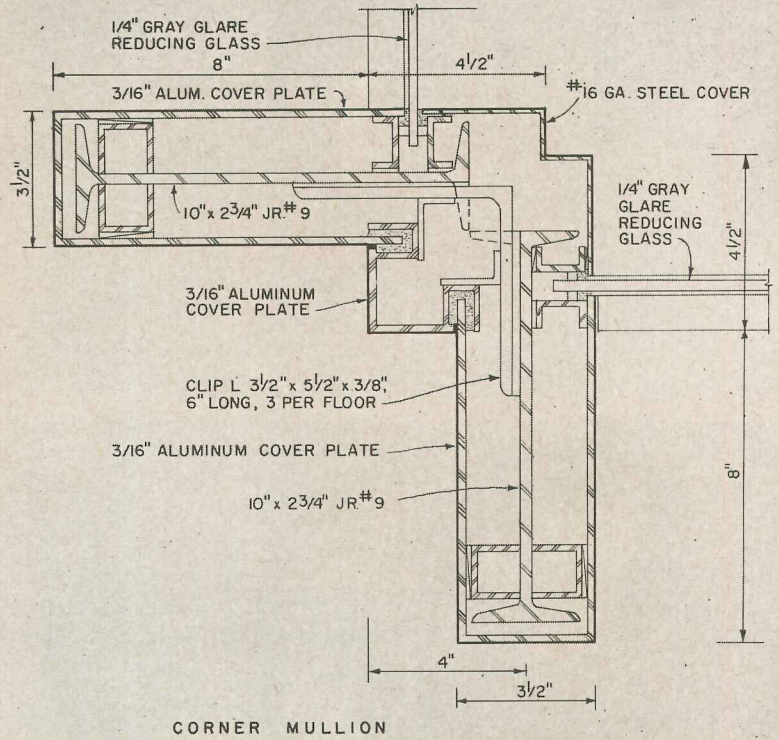 1/4" GRAY GLARE
REDUCING GLASS
8"
4 1/2"
3/16" ALUM. COVER PLATE
#16 GA. STEEL COVER
3 1/2"
10" x 2 3/4" JR. #9
1/4" GRAY
GLARE
REDUCING
GLASS
4 1/2"
3/16" ALUMINUM
COVER PLATE
CLIP L 3 1/2" x 5 1/2" x 3/8",
6" LONG, 3 PER FLOOR
3/16" ALUMINUM COVER PLATE
8"
10" x 2 3/4" JR. #9
4"
3 1/2"
CORNER MULLION